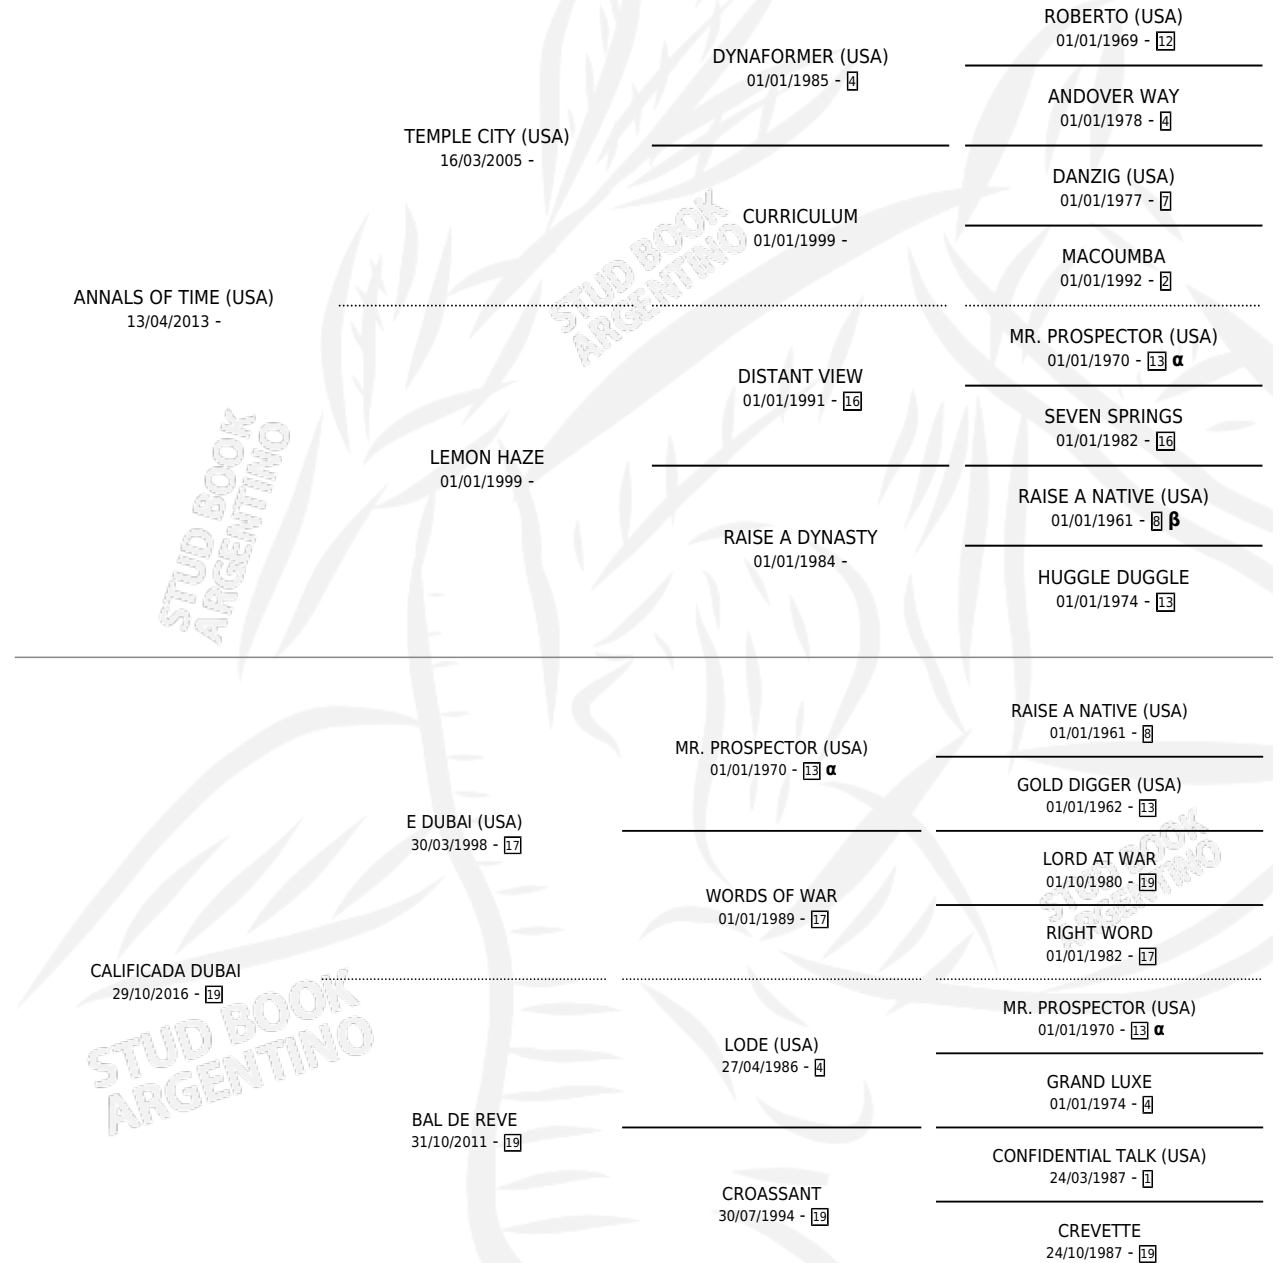 ANNALS OF TIME (USA)
13/04/2013 -
TEMPLE CITY (USA)
16/03/2005 -
DYNAFORMER (USA)
01/01/1985 - 4
ROBERTO (USA)
01/01/1969 - 12
ANDOVER WAY
01/01/1978 - 4
CURRICULUM
01/01/1999 -
DANZIG (USA)
01/01/1977 - 7
MACOUMBA
01/01/1992 - 2
LEMON HAZE
01/01/1999 -
DISTANT VIEW
01/01/1991 - 16
MR. PROSPECTOR (USA)
01/01/1970 - 13 α
SEVEN SPRINGS
01/01/1982 - 16
RAISE A DYNASTY
01/01/1984 -
RAISE A NATIVE (USA)
01/01/1961 - 8 β
HUGGLE DUGGLE
01/01/1974 - 13
CALIFICADA DUBAI
29/10/2016 - 19
E DUBAI (USA)
30/03/1998 - 17
MR. PROSPECTOR (USA)
01/01/1970 - 13 α
RAISE A NATIVE (USA)
01/01/1961 - 8
GOLD DIGGER (USA)
01/01/1962 - 13
WORDS OF WAR
01/01/1989 - 17
LORD AT WAR
01/10/1980 - 19
RIGHT WORD
01/01/1982 - 17
BAL DE REVE
31/10/2011 - 19
LODE (USA)
27/04/1986 - 4
MR. PROSPECTOR (USA)
01/01/1970 - 13 α
GRAND LUXE
01/01/1974 - 4
CROASSANT
30/07/1994 - 19
CONFIDENTIAL TALK (USA)
24/03/1987 - 1
CREVETTE
24/10/1987 - 19
STUD BOOK
ARGENTINO
STUD BOOK
ARGENTINO
STUD BOOK
ARGENTINO
STUD BOOK
ARGENTINO